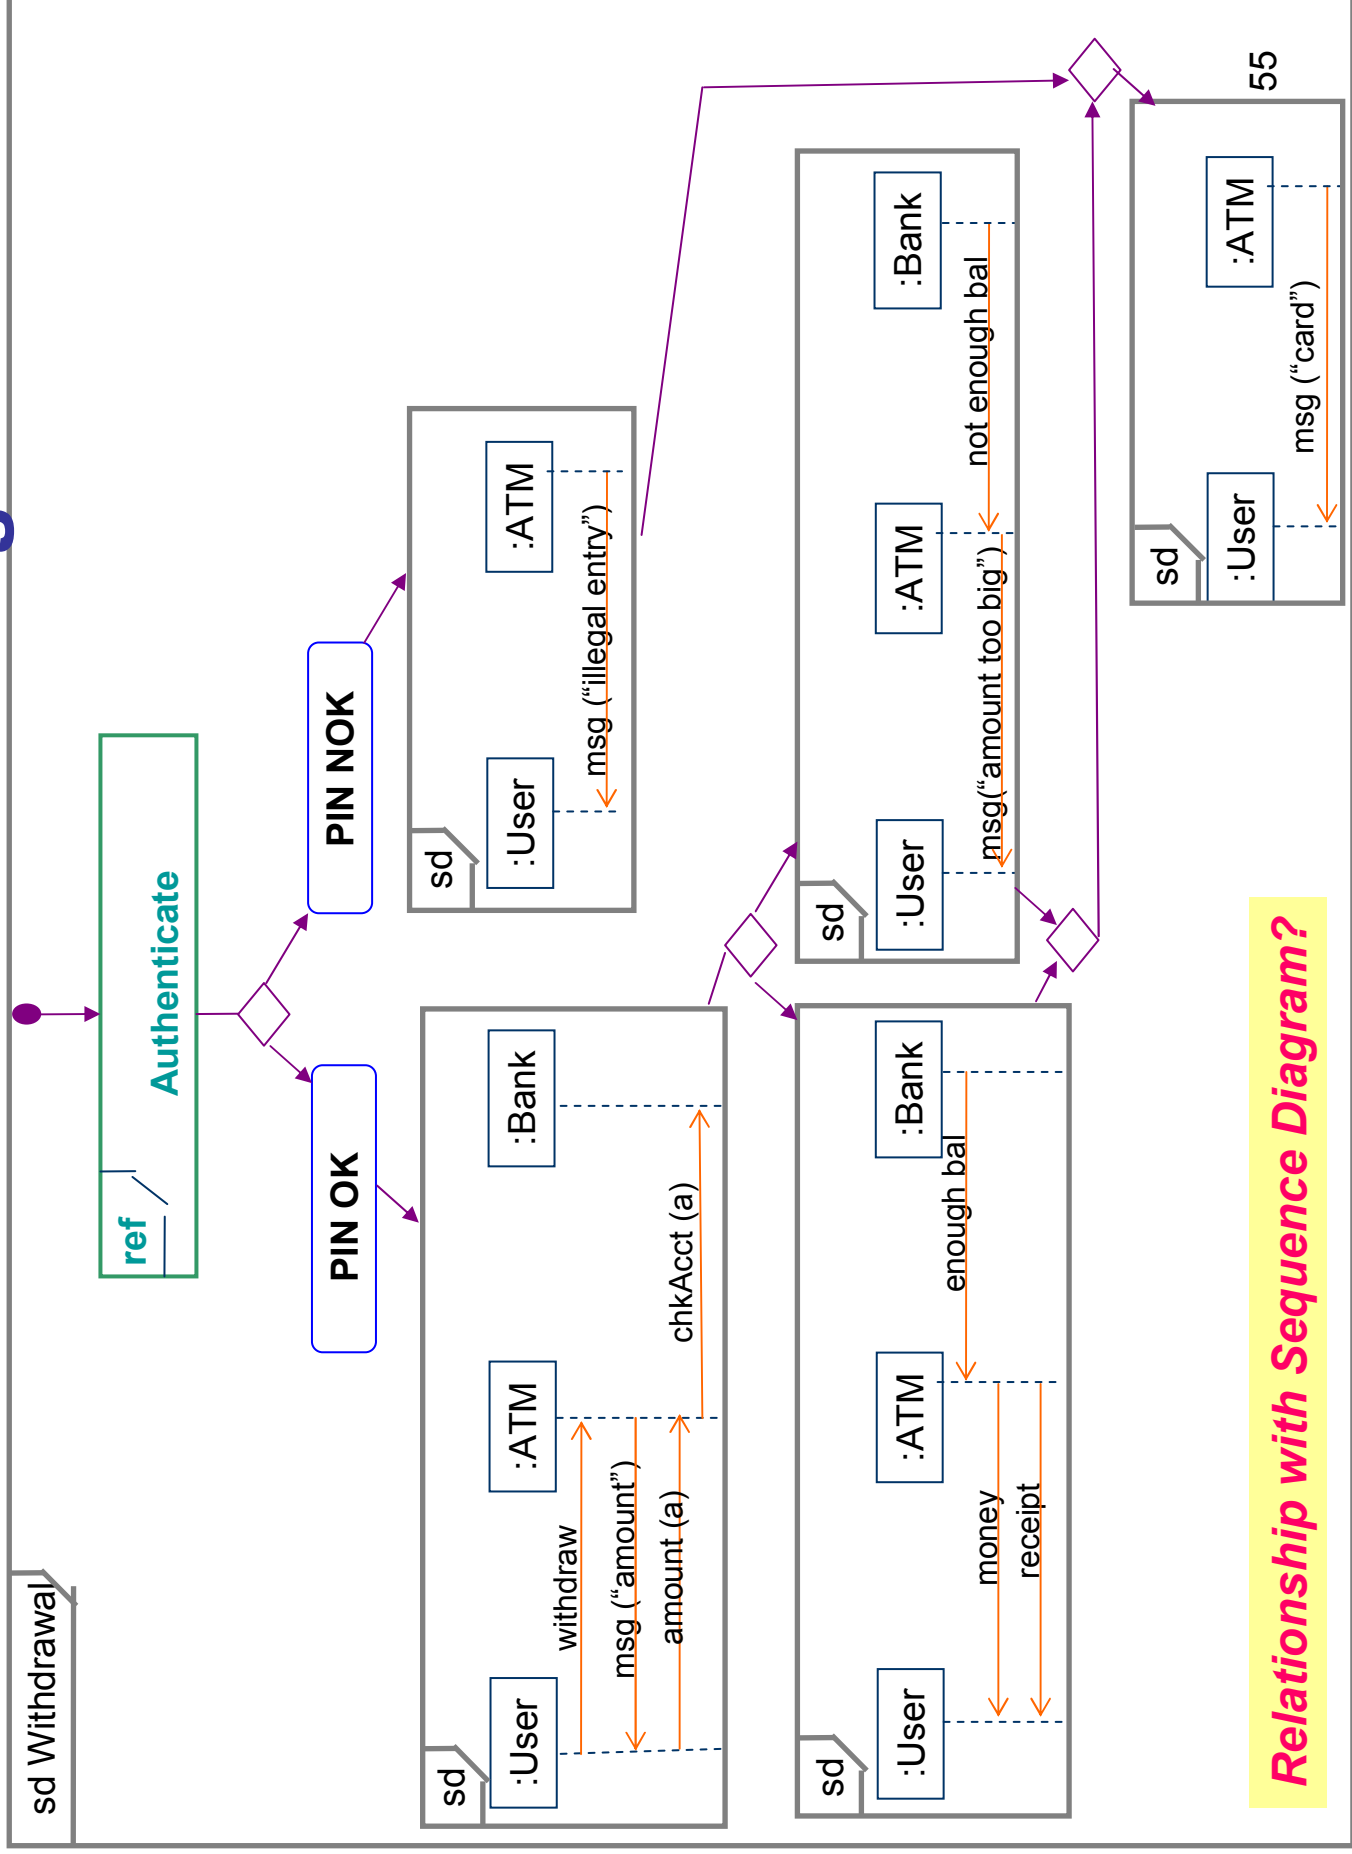 sd Withdrawal
ref
Authenticate
PIN OK
PIN NOK
sd
:User
:ATM
:Bank
withdraw
msg (“amount”)
amount (a)
chkAcct (a)
sd
:User
:ATM
msg (“illegal entry”)
sd
:User
:ATM
:Bank
enough bal
money
receipt
sd
:User
:ATM
:Bank
not enough bal
msg(“amount too big”)
sd
:User
:ATM
msg (“card”)
Relationship with Sequence Diagram?
55